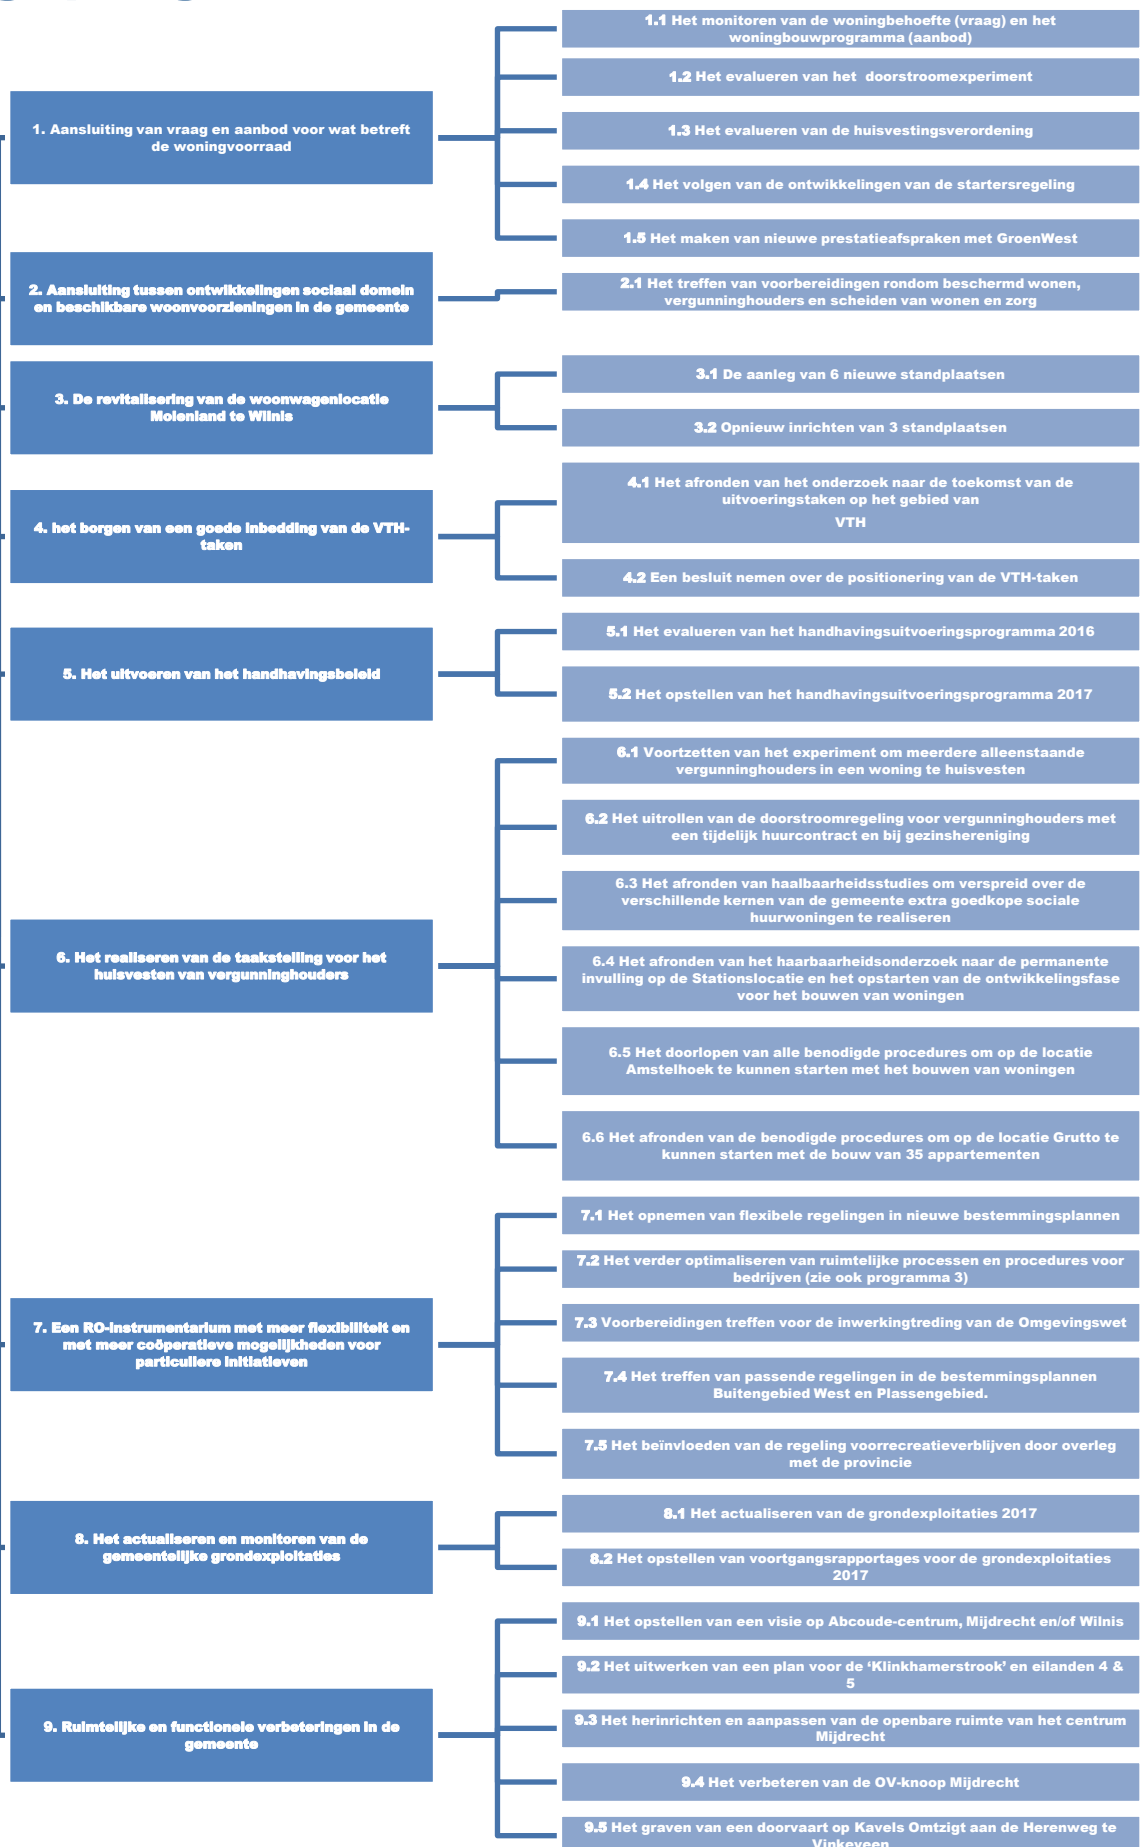 1.1 Het monitoren van de woningbehoefte (vraag) en het
woningbouwprogramma (aanbod)
1.2 Het evalueren van het doorstroomexperiment
1. Aansluiting van vraag en aanbod voor wat betreft
de woningvoorraad
1.3 Het evalueren van de huisvestingsverordening
1.4 Het volgen van de ontwikkelingen van de startersregeling
1.5 Het maken van nieuwe prestatieafspraken met GroenWest
2. Aansluiting tussen ontwikkelingen sociaal domein
en beschikbare woonvoorzieningen in de gemeente
2.1 Het treffen van voorbereidingen rondom beschermd wonen,
vergunninghouders en scheiden van wonen en zorg
3. De revitalisering van de woonwagenlocatie
Molenland te Wilnis
3.1 De aanleg van 6 nieuwe standplaatsen
3.2 Opnieuw inrichten van 3 standplaatsen
4. het borgen van een goede inbedding van de VTH-
taken
4.1 Het afronden van het onderzoek naar de toekomst van de
uitvoeringstaken op het gebied van
VTH
4.2 Een besluit nemen over de positionering van de VTH-taken
5. Het uitvoeren van het handhavingsbeleid
5.1 Het evalueren van het handhavingsuitvoeringsprogramma 2016
5.2 Het opstellen van het handhavingsuitvoeringsprogramma 2017
6. Het realiseren van de taakstelling voor het
huisvesten van vergunninghouders
6.1 Voortzetten van het experiment om meerdere alleenstaande
vergunninghouders in een woning te huisvesten
6.2 Het uitrollen van de doorstroomregeling voor vergunninghouders met
een tijdelijk huurcontract en bij gezinshereniging
6.3 Het afronden van haalbaarheidsstudies om verspreid over de
verschillende kernen van de gemeente extra goedkope sociale
huurwoningen te realiseren
6.4 Het afronden van het haarbaarheidsonderzoek naar de permanente
invulling op de Stationslocatie en het opstarten van de ontwikkelingsfase
voor het bouwen van woningen
6.5 Het doorlopen van alle benodigde procedures om op de locatie
Amstelhoek te kunnen starten met het bouwen van woningen
6.6 Het afronden van de benodigde procedures om op de locatie Grutto te
kunnen starten met de bouw van 35 appartementen
7. Een RO-instrumentarium met meer flexibiliteit en
met meer coöperatieve mogelijkheden voor
particuliere initiatieven
7.1 Het opnemen van flexibele regelingen in nieuwe bestemmingsplannen
7.2 Het verder optimaliseren van ruimtelijke processen en procedures voor
bedrijven (zie ook programma 3)
7.3 Voorbereidingen treffen voor de inwerkingtreding van de Omgevingswet
7.4 Het treffen van passende regelingen in de bestemmingsplannen
Buitengebied West en Plassengebied.
7.5 Het beïnvloeden van de regeling voorrecreatieverblijven door overleg
met de provincie
8. Het actualiseren en monitoren van de
gemeentelijke grondexploitaties
8.1 Het actualiseren van de grondexploitaties 2017
8.2 Het opstellen van voortgangsrapportages voor de grondexploitaties
2017
9. Ruimtelijke en functionele verbeteringen in de
gemeente
9.1 Het opstellen van een visie op Abcoude-centrum, Mijdrecht en/of Wilnis
9.2 Het uitwerken van een plan voor de ‘Klinkhamerstrook’ en eilanden 4 &
5
9.3 Het herinrichten en aanpassen van de openbare ruimte van het centrum
Mijdrecht
9.4 Het verbeteren van de OV-knoop Mijdrecht
9.5 Het graven van een doorvaart op Kavels Omtzigt aan de Herenweg te
Vinkeveen